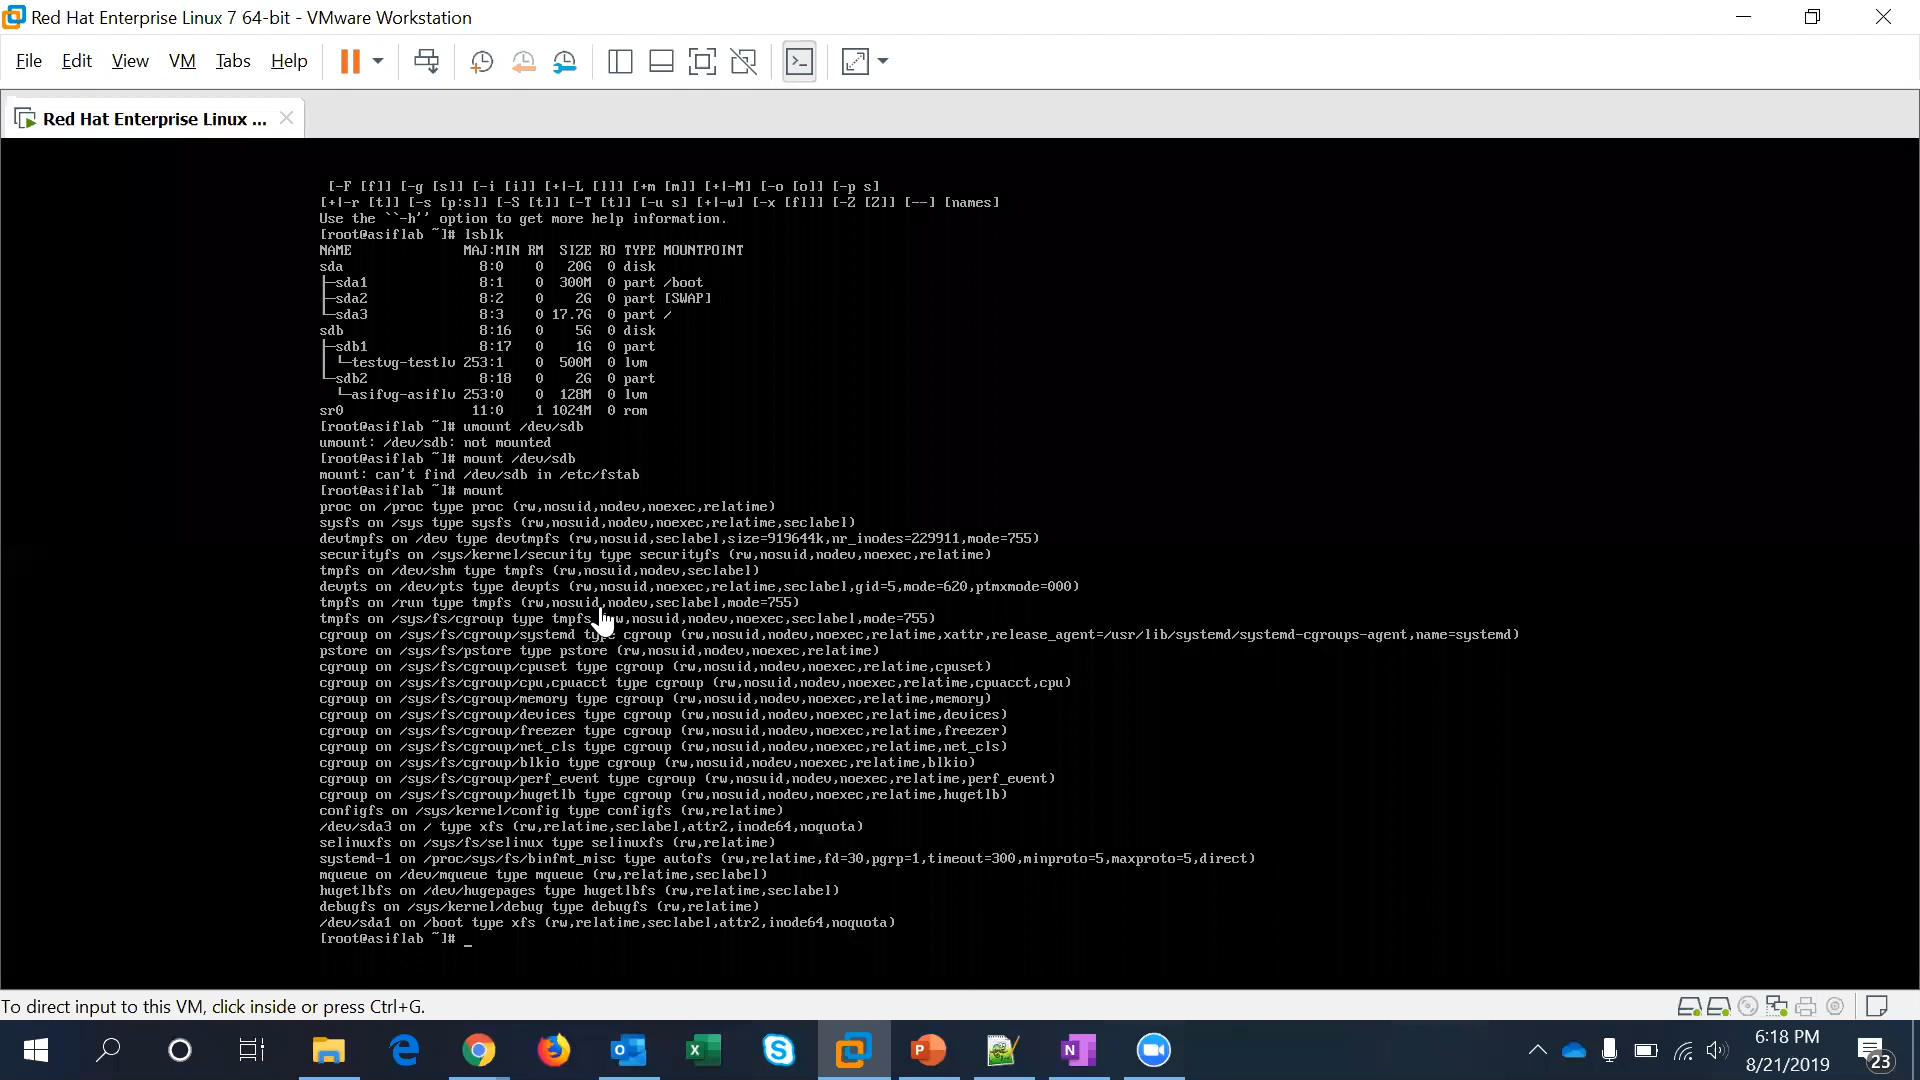 Red Hat Enterprise Linux 7 64-bit - VMware Workstation
File Edit View VM Tabs Help
Red Hat Enterprise Linux ...
[-F [f]] [-g [s]] [-i [i]] [+|-L [l]] [+m [m]] [+|-M] [-o [o]] [-p s]
[+|-r [t]] [-s [p:s]] [-S [t]] [-T [t]] [-u s] [+|-w] [-x [fl]] [-Z [Z]] [--] [names]
Use the ``-h'' option to get more help information.
[root@asiflab ~]# lsblk
NAME MAJ:MIN RM SIZE RO TYPE MOUNTPOINT
sda 8:0 0 20G 0 disk
├─sda1 8:1 0 300M 0 part /boot
├─sda2 8:2 0 2G 0 part [SWAP]
└─sda3 8:3 0 17.7G 0 part /
sdb 8:16 0 5G 0 disk
├─sdb1 8:17 0 1G 0 part
│ └─testvg-testlv 253:1 0 500M 0 lvm
└─sdb2 8:18 0 2G 0 part
└─asifvg-asiflv 253:0 0 128M 0 lvm
sr0 11:0 1 1024M 0 rom
[root@asiflab ~]# umount /dev/sdb
umount: /dev/sdb: not mounted
[root@asiflab ~]# mount /dev/sdb
mount: can't find /dev/sdb in /etc/fstab
[root@asiflab ~]# mount
proc on /proc type proc (rw,nosuid,nodev,noexec,relatime)
sysfs on /sys type sysfs (rw,nosuid,nodev,noexec,relatime,seclabel)
devtmpfs on /dev type devtmpfs (rw,nosuid,seclabel,size=919644k,nr_inodes=229911,mode=755)
securityfs on /sys/kernel/security type securityfs (rw,nosuid,nodev,noexec,relatime)
tmpfs on /dev/shm type tmpfs (rw,nosuid,nodev,seclabel)
devpts on /dev/pts type devpts (rw,nosuid,noexec,relatime,seclabel,gid=5,mode=620,ptmxmode=000)
tmpfs on /run type tmpfs (rw,nosuid,nodev,seclabel,mode=755)
tmpfs on /sys/fs/cgroup type tmpfs (rw,nosuid,nodev,noexec,seclabel,mode=755)
cgroup on /sys/fs/cgroup/systemd type cgroup (rw,nosuid,nodev,noexec,relatime,xattr,release_agent=/usr/lib/systemd/systemd-cgroups-agent,name=systemd)
pstore on /sys/fs/pstore type pstore (rw,nosuid,nodev,noexec,relatime)
cgroup on /sys/fs/cgroup/cpuset type cgroup (rw,nosuid,nodev,noexec,relatime,cpuset)
cgroup on /sys/fs/cgroup/cpu,cpuacct type cgroup (rw,nosuid,nodev,noexec,relatime,cpuacct,cpu)
cgroup on /sys/fs/cgroup/memory type cgroup (rw,nosuid,nodev,noexec,relatime,memory)
cgroup on /sys/fs/cgroup/devices type cgroup (rw,nosuid,nodev,noexec,relatime,devices)
cgroup on /sys/fs/cgroup/freezer type cgroup (rw,nosuid,nodev,noexec,relatime,freezer)
cgroup on /sys/fs/cgroup/net_cls type cgroup (rw,nosuid,nodev,noexec,relatime,net_cls)
cgroup on /sys/fs/cgroup/blkio type cgroup (rw,nosuid,nodev,noexec,relatime,blkio)
cgroup on /sys/fs/cgroup/perf_event type cgroup (rw,nosuid,nodev,noexec,relatime,perf_event)
cgroup on /sys/fs/cgroup/hugetlb type cgroup (rw,nosuid,nodev,noexec,relatime,hugetlb)
configfs on /sys/kernel/config type configfs (rw,relatime)
/dev/sda3 on / type xfs (rw,relatime,seclabel,attr2,inode64,noquota)
selinuxfs on /sys/fs/selinux type selinuxfs (rw,relatime)
systemd-1 on /proc/sys/fs/binfmt_misc type autofs (rw,relatime,fd=30,pgrp=1,timeout=300,minproto=5,maxproto=5,direct)
mqueue on /dev/mqueue type mqueue (rw,relatime,seclabel)
hugetlbfs on /dev/hugepages type hugetlbfs (rw,relatime,seclabel)
debugfs on /sys/kernel/debug type debugfs (rw,relatime)
/dev/sda1 on /boot type xfs (rw,relatime,seclabel,attr2,inode64,noquota)
[root@asiflab ~]# _
To direct input to this VM, click inside or press Ctrl+G.
6:18 PM
8/21/2019
23